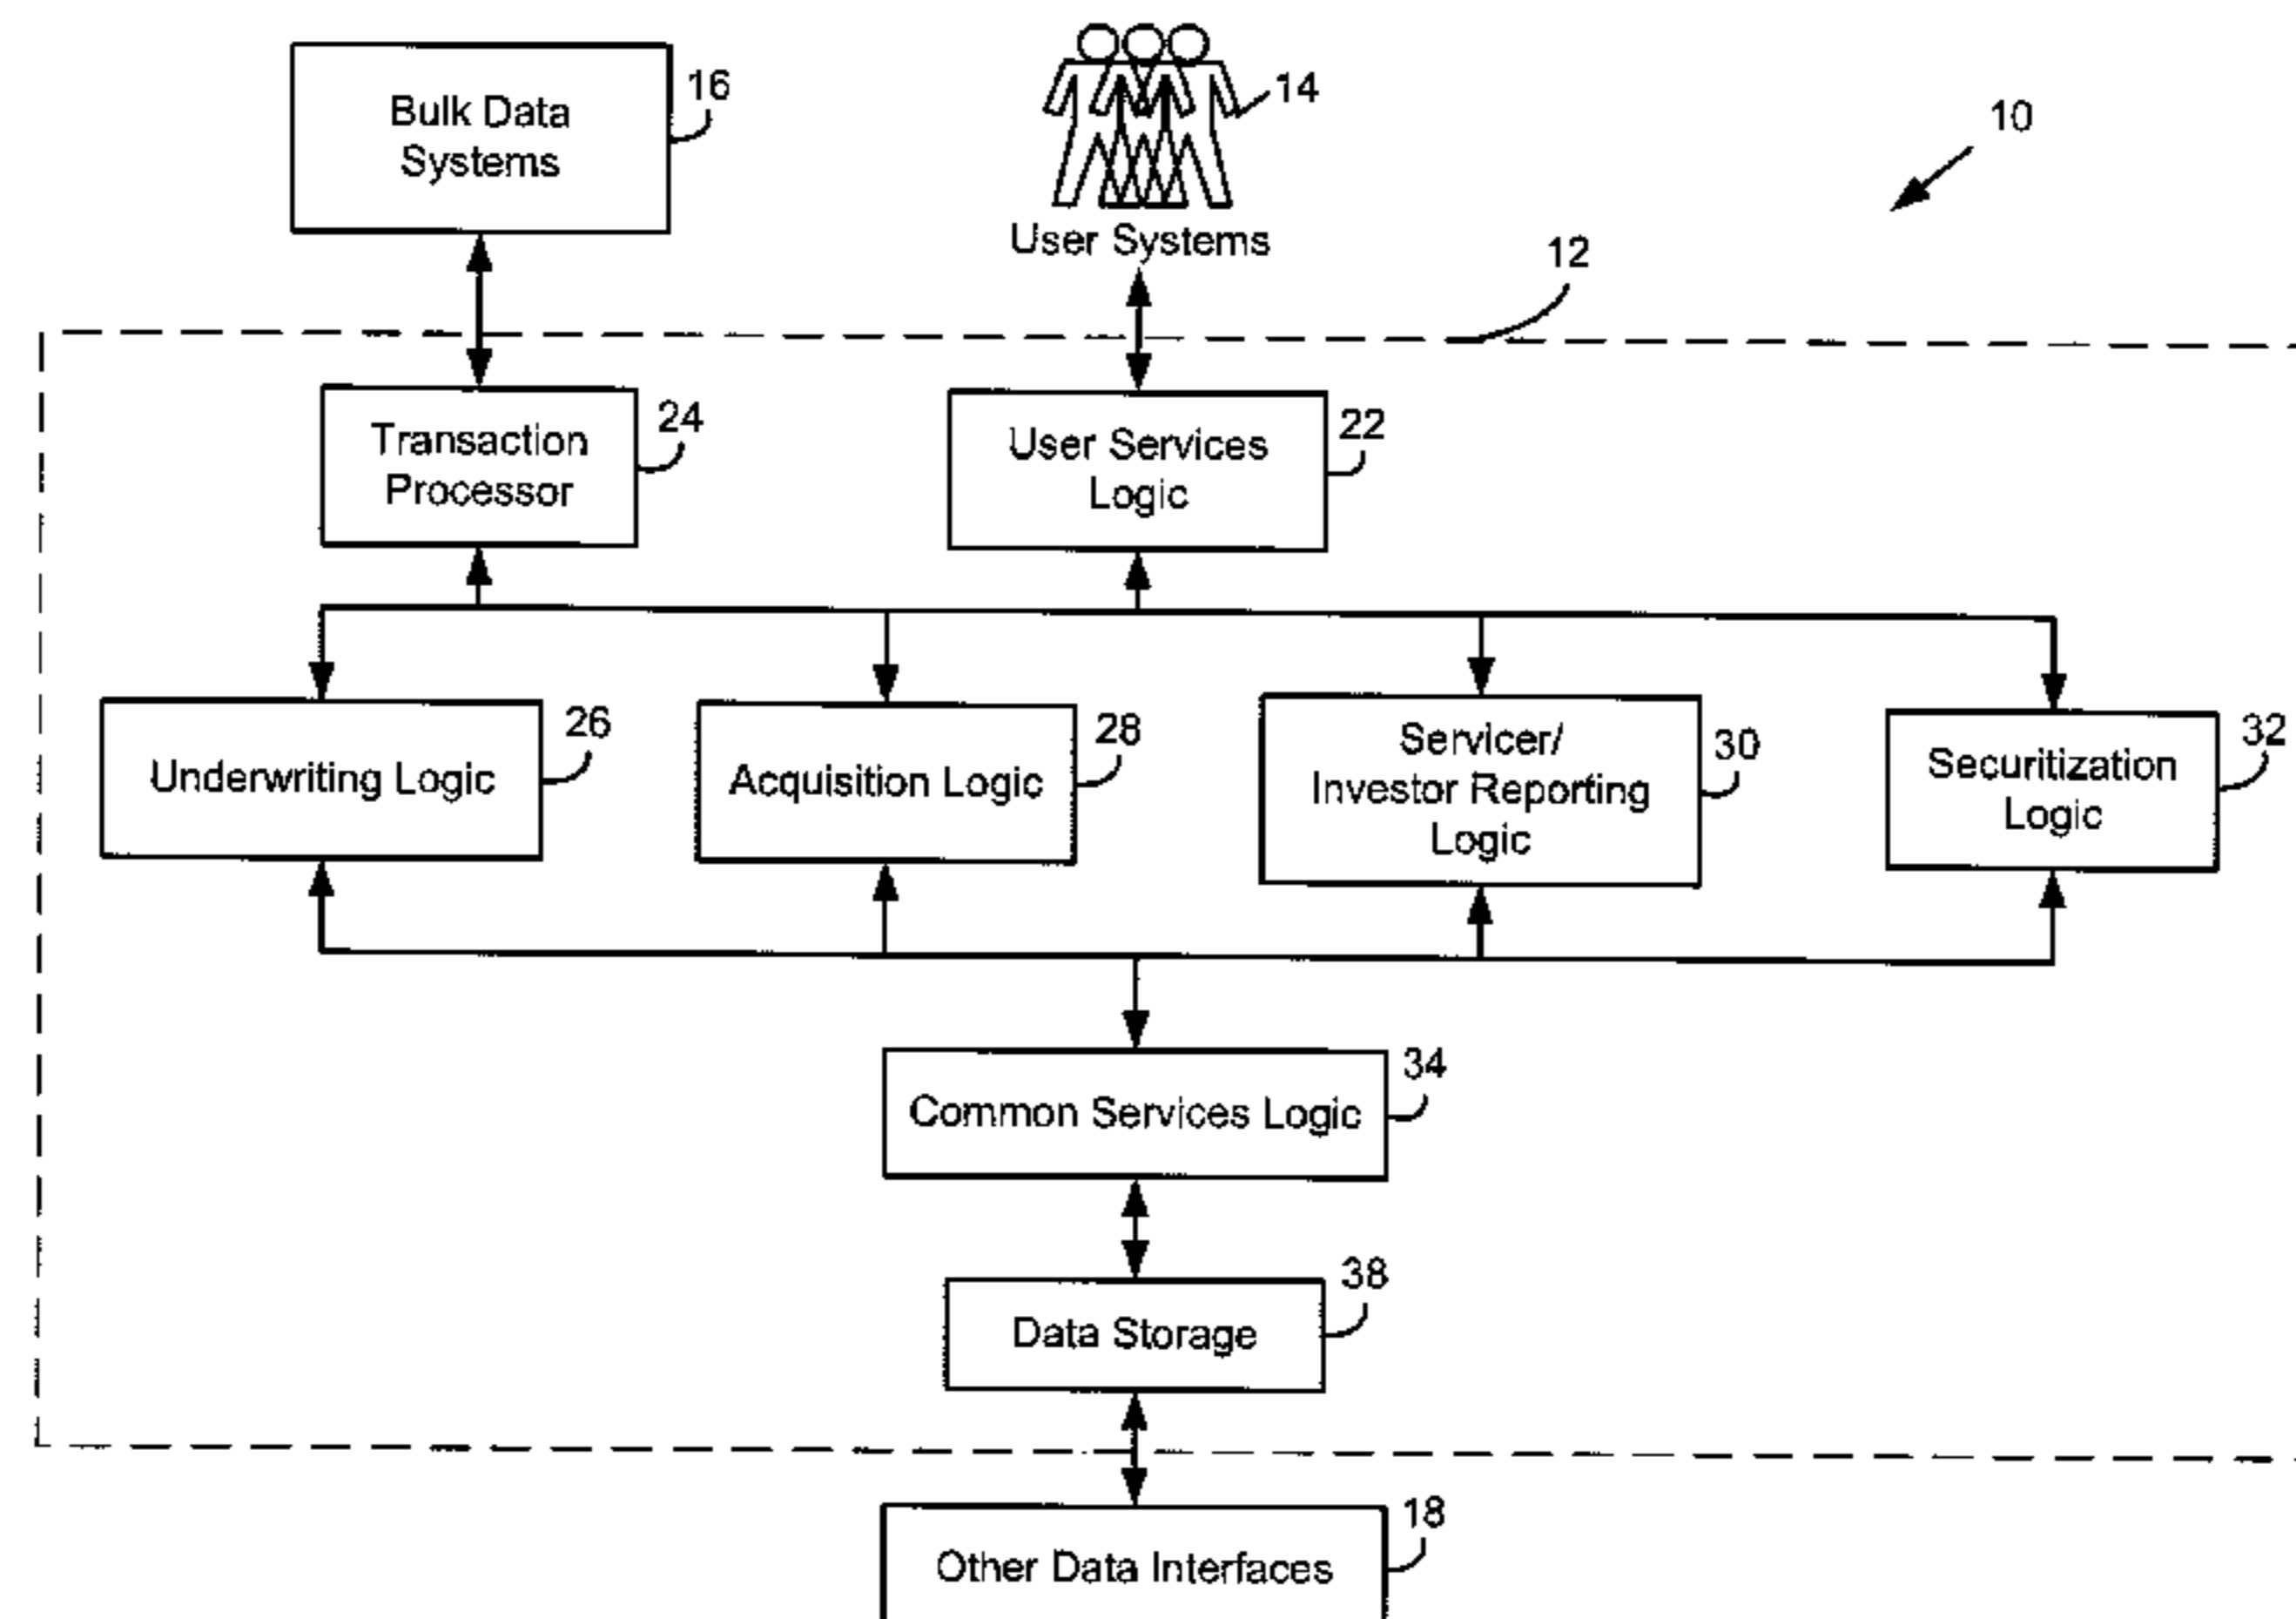 Bulk Data
Systems
16
14
User Systems
10
12
Transaction
Processor
24
User Services
Logic
22
Underwriting Logic
26
Acquisition Logic
28
Servicer/
Investor Reporting
Logic
30
Securitization
Logic
32
Common Services Logic
34
Data Storage
38
Other Data Interfaces
18